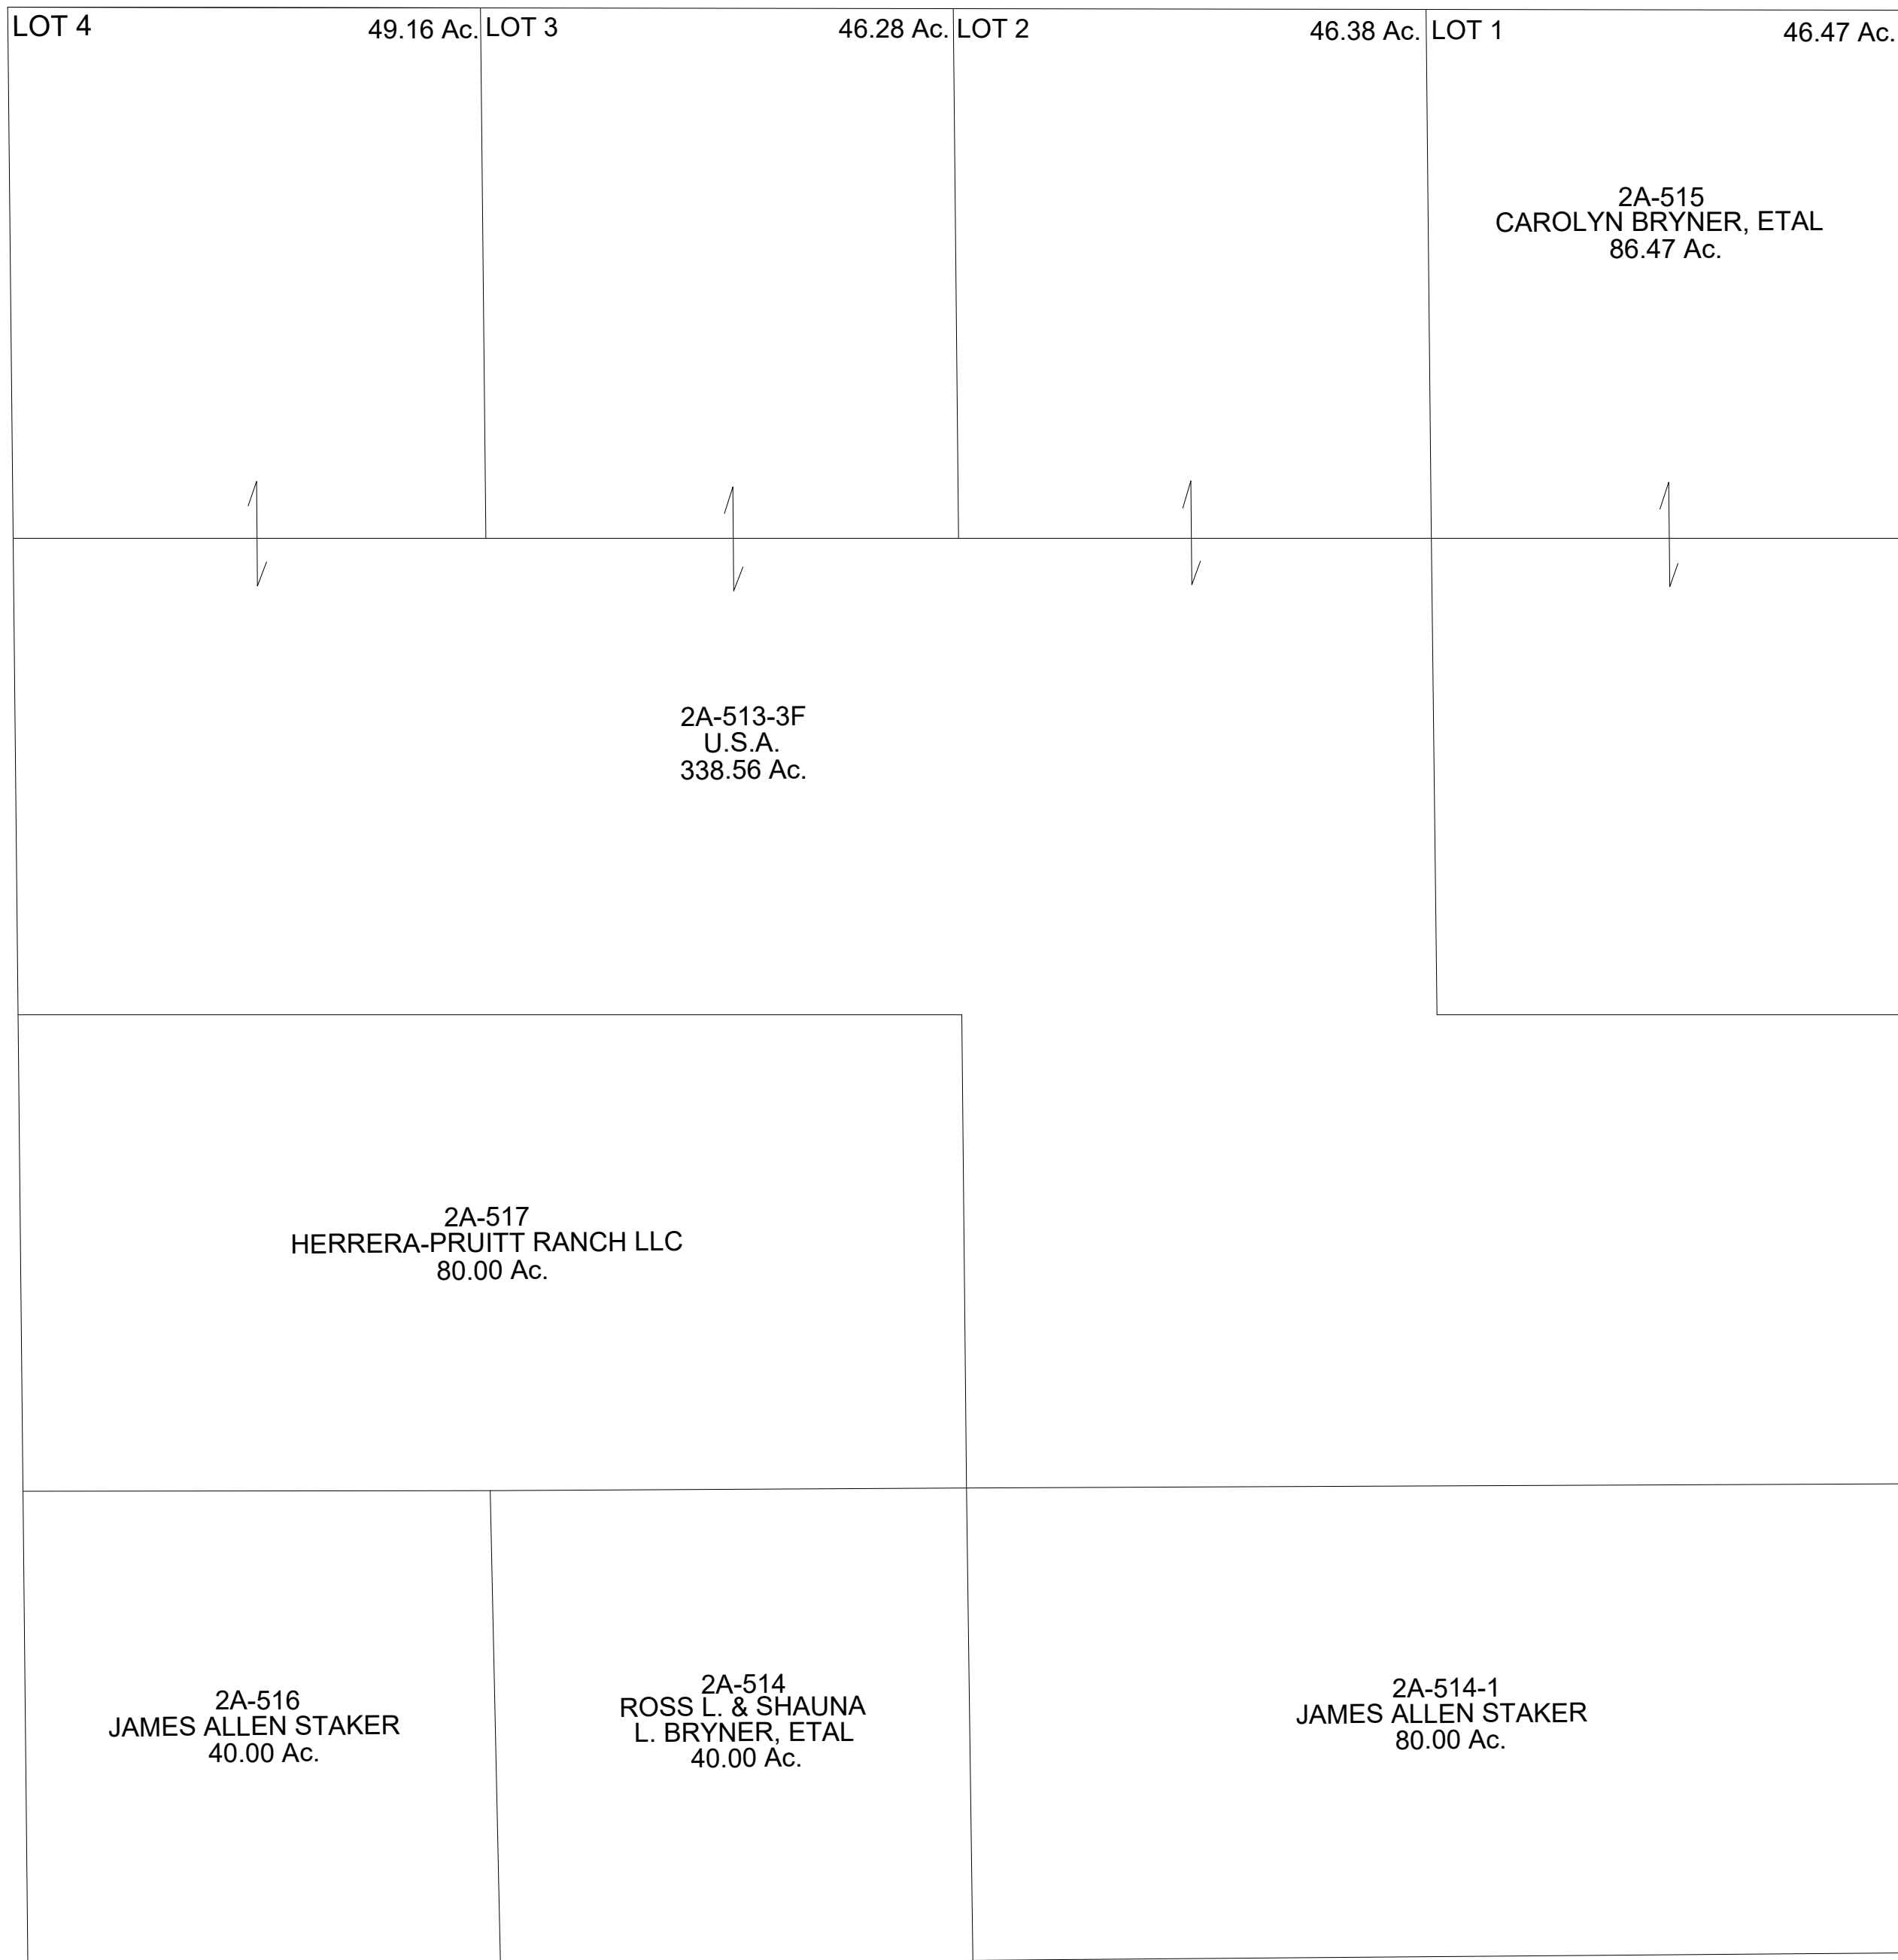 LOT 4
49.16 Ac.
LOT 3
46.28 Ac.
LOT 2
46.38 Ac.
LOT 1
46.47 Ac.
2A-515
CAROLYN BRYNER, ETAL
86.47 Ac.
2A-513-3F
U.S.A.
338.56 Ac.
2A-517
HERRERA-PRUITT RANCH LLC
80.00 Ac.
2A-516
JAMES ALLEN STAKER
40.00 Ac.
2A-514
ROSS L. & SHAUNA
L. BRYNER, ETAL
40.00 Ac.
2A-514-1
JAMES ALLEN STAKER
80.00 Ac.